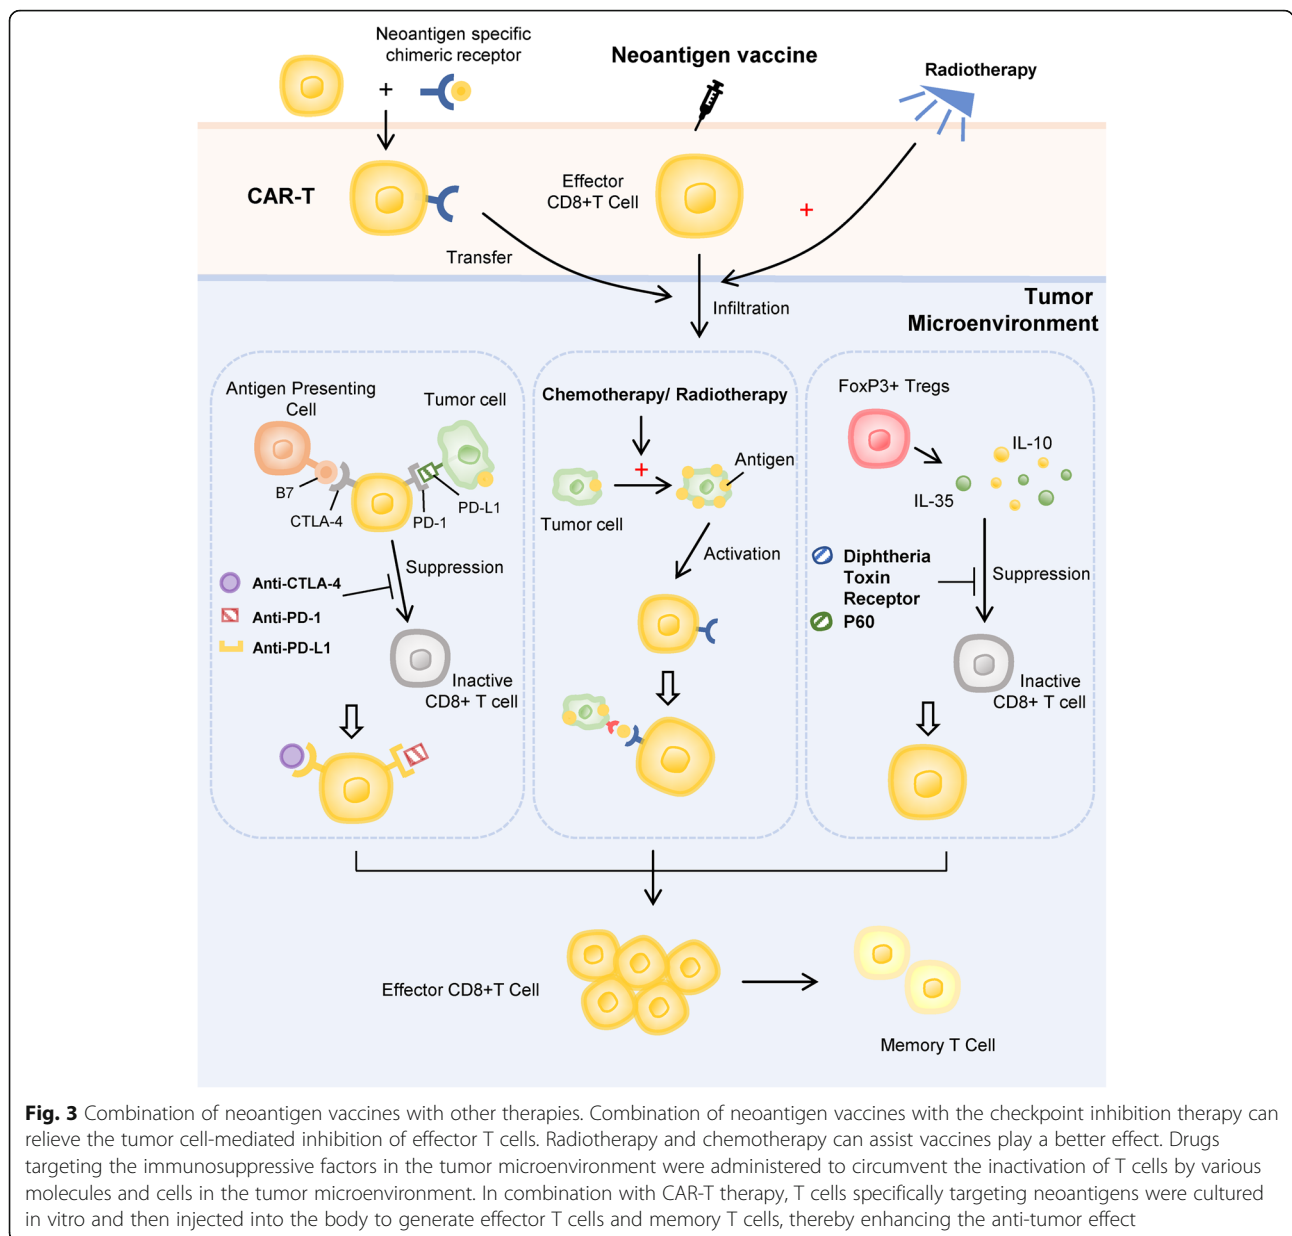 Neoantigen specific
chimeric receptor
+
Neoantigen vaccine
Radiotherapy
CAR-T
Effector
CD8+T Cell
+
Transfer
Infiltration
Tumor
Microenvironment
Antigen Presenting
Cell
Tumor cell
B7
CTLA-4
PD-1
PD-L1
Suppression
Anti-CTLA-4
Anti-PD-1
Anti-PD-L1
Inactive
CD8+ T cell
Chemotherapy/ Radiotherapy
+
Antigen
Tumor cell
Activation
FoxP3+ Tregs
IL-10
IL-35
Diphtheria
Toxin
Receptor
P60
Suppression
Inactive
CD8+ T cell
Effector CD8+T Cell
Memory T Cell
Fig. 3 Combination of neoantigen vaccines with other therapies. Combination of neoantigen vaccines with the checkpoint inhibition therapy can
relieve the tumor cell-mediated inhibition of effector T cells. Radiotherapy and chemotherapy can assist vaccines play a better effect. Drugs
targeting the immunosuppressive factors in the tumor microenvironment were administered to circumvent the inactivation of T cells by various
molecules and cells in the tumor microenvironment. In combination with CAR-T therapy, T cells specifically targeting neoantigens were cultured
in vitro and then injected into the body to generate effector T cells and memory T cells, thereby enhancing the anti-tumor effect